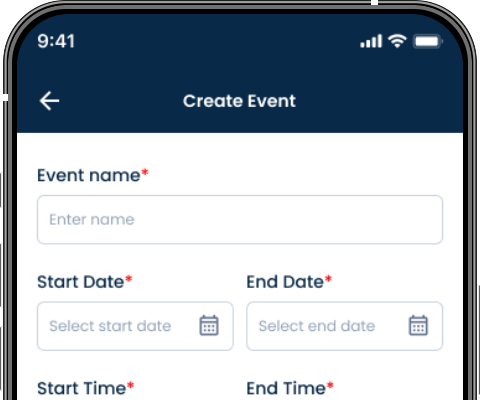 9:41
Create Event
Event name*
Enter name
Start Date* End Date*
Select start date Select end date
Start Time* End Time*